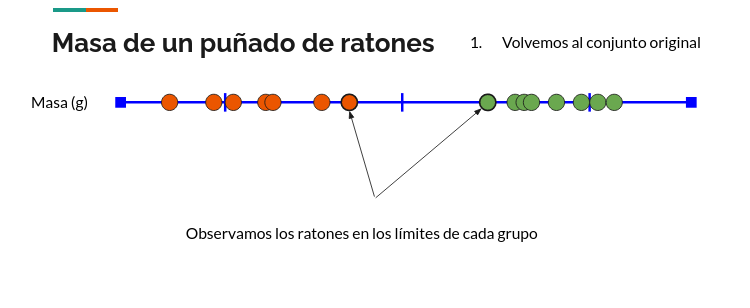 Masa de un puñado de ratones
1. Volvemos al conjunto original
Masa (g)
Observamos los ratones en los límites de cada grupo